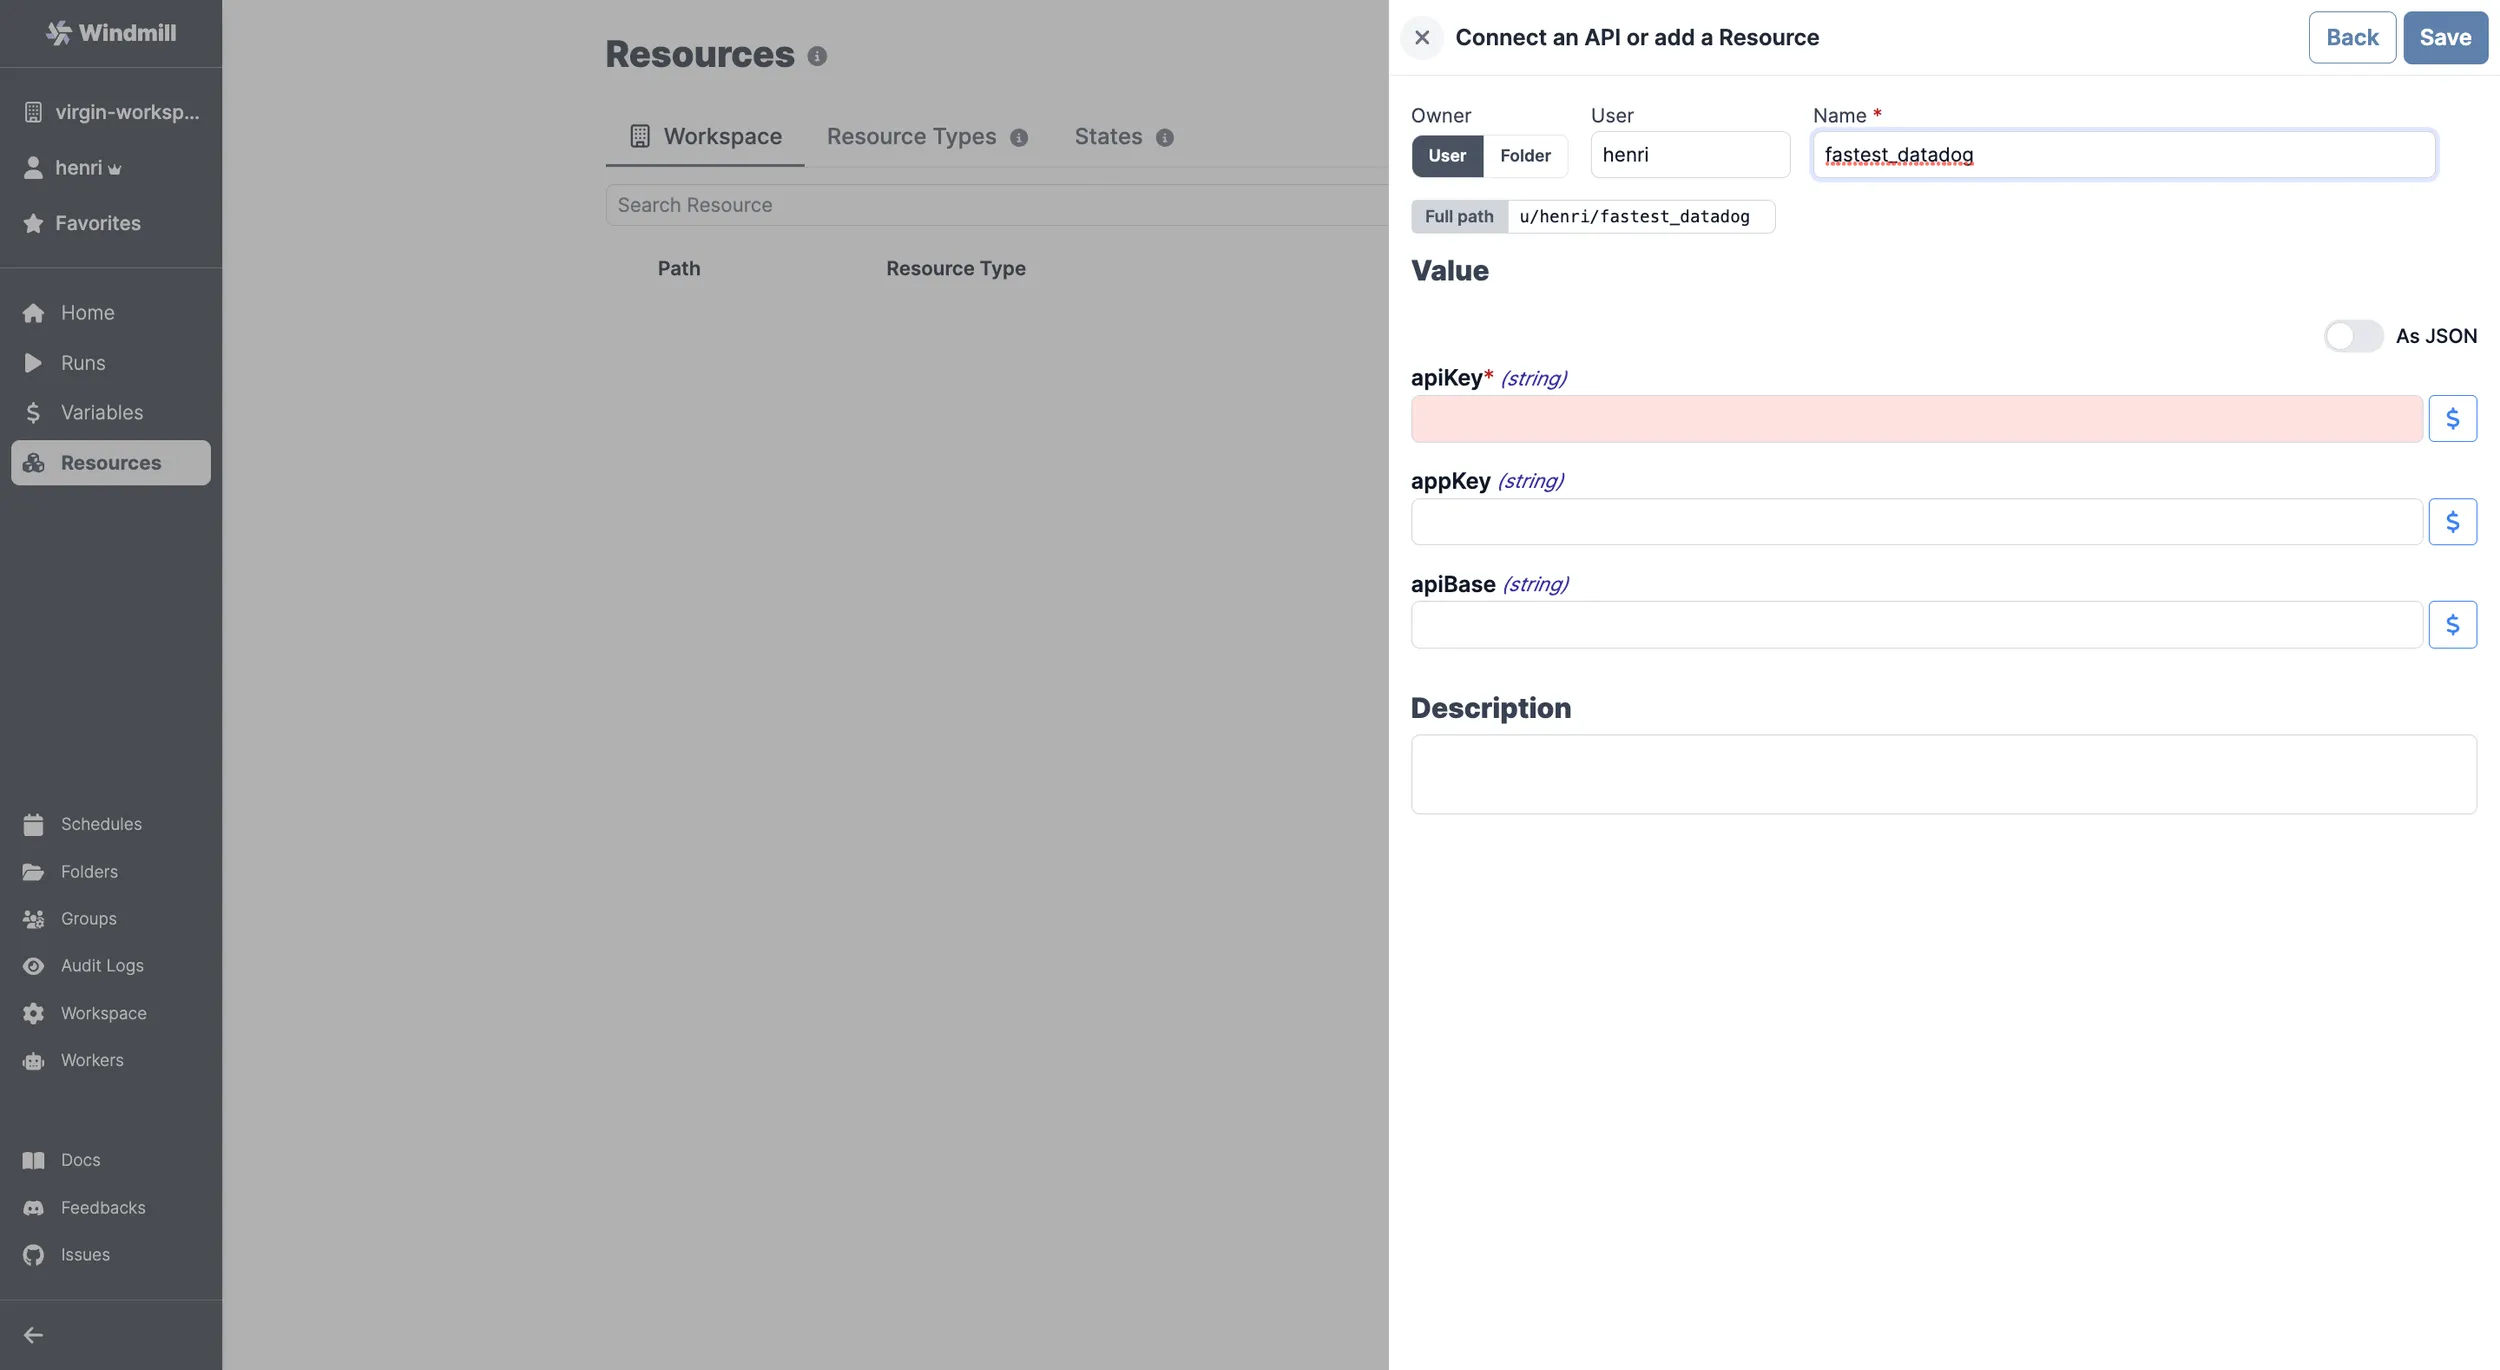 Windmill
virgin-worksp...
henri
Favorites
Home
Runs
Variables
Resources
Schedules
Folders
Groups
Audit Logs
Workspace
Workers
Docs
Feedbacks
Issues
Resources
Workspace
Resource Types
States
Search Resource
Path
Resource Type
Connect an API or add a Resource
Back
Save
Owner
User
Name *
User
Folder
henri
fastest_datadog
Full path
u/henri/fastest_datadog
Value
As JSON
apiKey* (string)
$
appKey (string)
$
apiBase (string)
$
Description